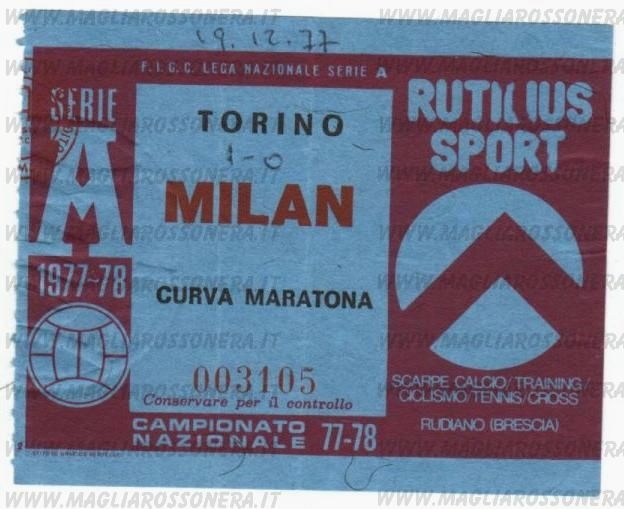 19.12.77
F.I.G.C. LEGA NAZIONALE SERIE A
SERIE
A
1977-78
TORINO
1-0
MILAN
CURVA MARATONA
003105
Conservare per il controllo
CAMPIONATO
NAZIONALE 77-78
RUTILIUS
SPORT
SCARPE CALCIO/TRAINING/
CICLISMO/TENNIS/CROSS
RUDIANO (BRESCIA)
WWW.MAGLIAROSSONERA.IT